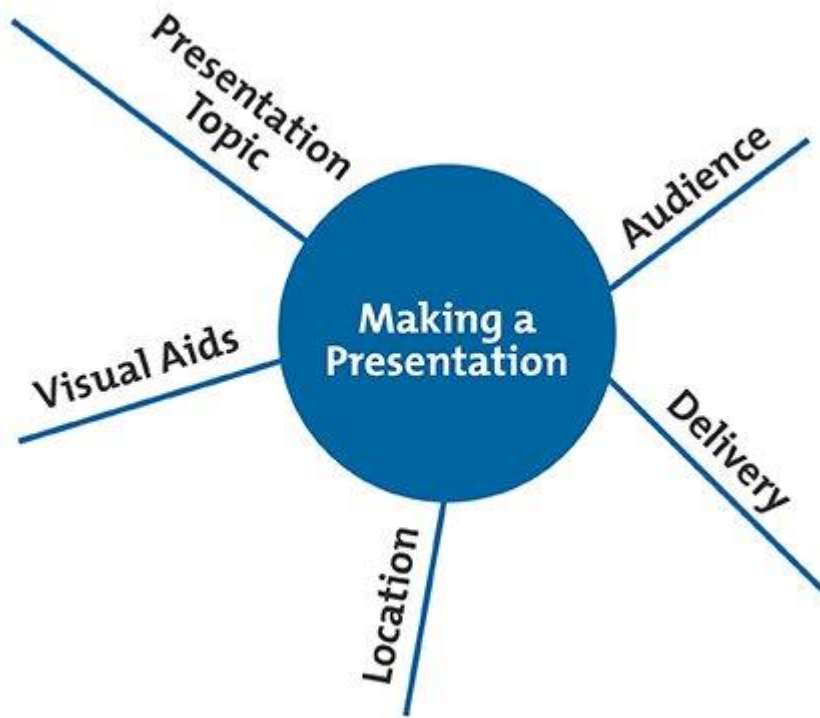 Presentation
Topic
Audience
Making a
Presentation
Visual Aids
Delivery
Location